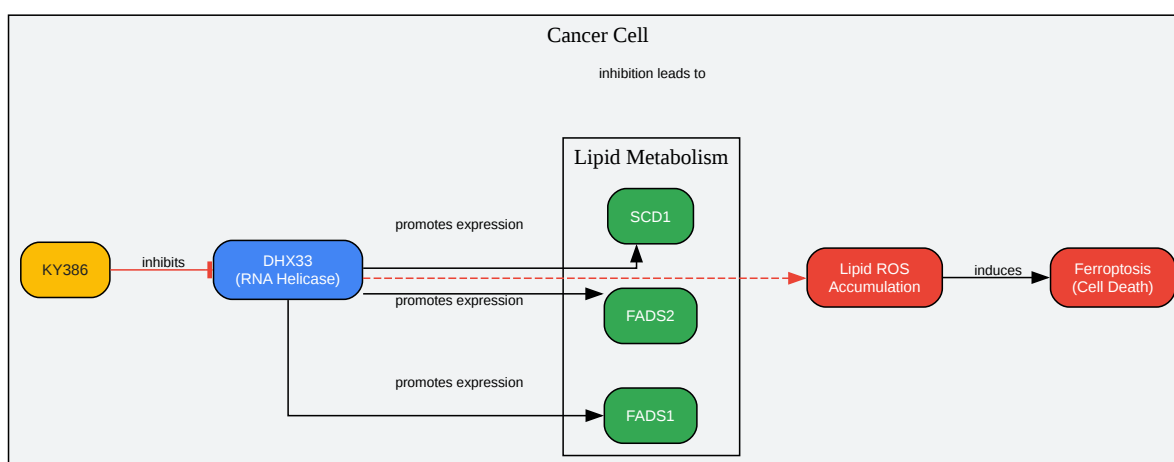 Cancer Cell
inhibition leads to
Lipid Metabolism
SCD1
promotes expression
KY386
inhibits
DHX33
(RNA Helicase)
promotes expression
FADS2
Lipid ROS
Accumulation
induces
Ferroptosis
(Cell Death)
promotes expression
FADS1